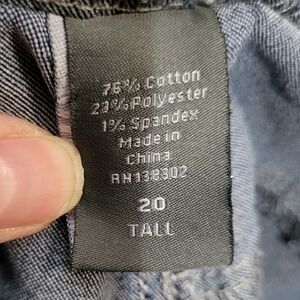 76% Cotton
23% Polyester
1% Spandex
Made in
China
RN138302
20
TALL